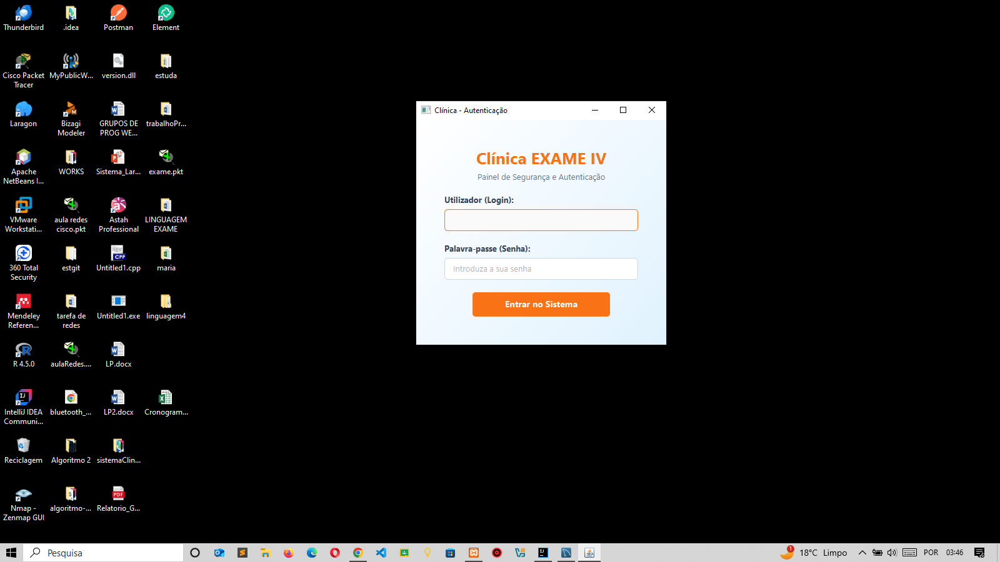 Thunderbird
.idea
Postman
Element
Cisco Packet
Tracer
MyPublicW...
version.dll
estuda
Laragon
Bizagi
Modeler
GRUPOS DE
PROG WE...
trabalhoPr...
Apache
NetBeans I...
WORKS
Sistema_Lar...
exame.pkt
VMware
Workstati...
aula redes
cisco.pkt
Astah
Professional
LINGUAGEM
EXAME
360 Total
Security
estgit
Untitled1.cpp
maria
Mendeley
Referen...
tarefa de
redes
Untitled1.exe
linguagem4
R 4.5.0
aulaRedes....
LP.docx
IntelliJ IDEA
Communi...
bluetooth_...
LP2.docx
Cronogram...
Reciclagem
Algoritmo 2
sistemaClin...
Nmap -
Zenmap GUI
algoritmo-...
Relatorio_G...
Clínica - Autenticação
Clínica EXAME IV
Painel de Segurança e Autenticação
Utilizador (Login):
Palavra-passe (Senha):
Introduza a sua senha
Entrar no Sistema
Pesquisa
1
18°C Limpo
POR
03:46